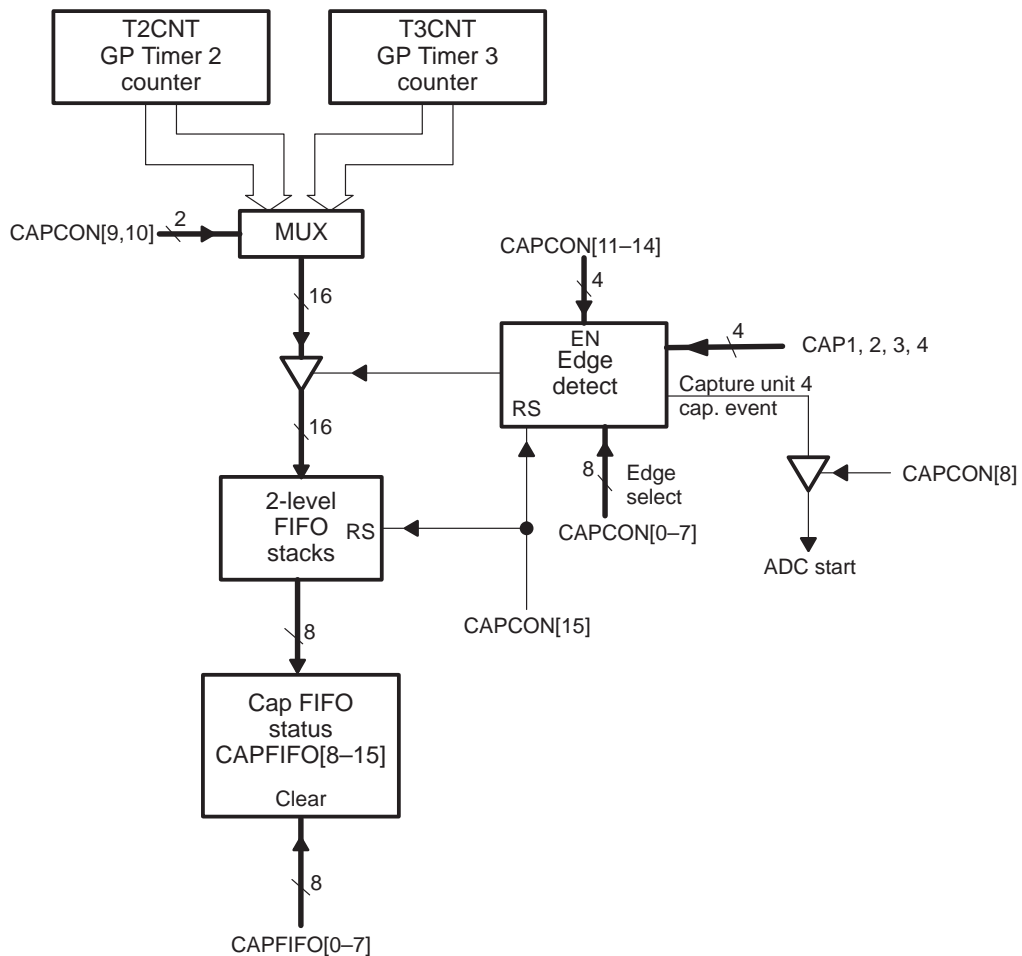 T2CNT
GP Timer 2
counter
T3CNT
GP Timer 3
counter
CAPCON[9,10]
2
MUX
16
CAPCON[11–14]
4
EN
Edge
detect
RS
4
CAP1, 2, 3, 4
Capture unit 4
cap. event
16
8
Edge
select
CAPCON[8]
2-level
FIFO
stacks
RS
CAPCON[0–7]
ADC start
CAPCON[15]
8
Cap FIFO
status
CAPFIFO[8–15]
Clear
8
CAPFIFO[0–7]